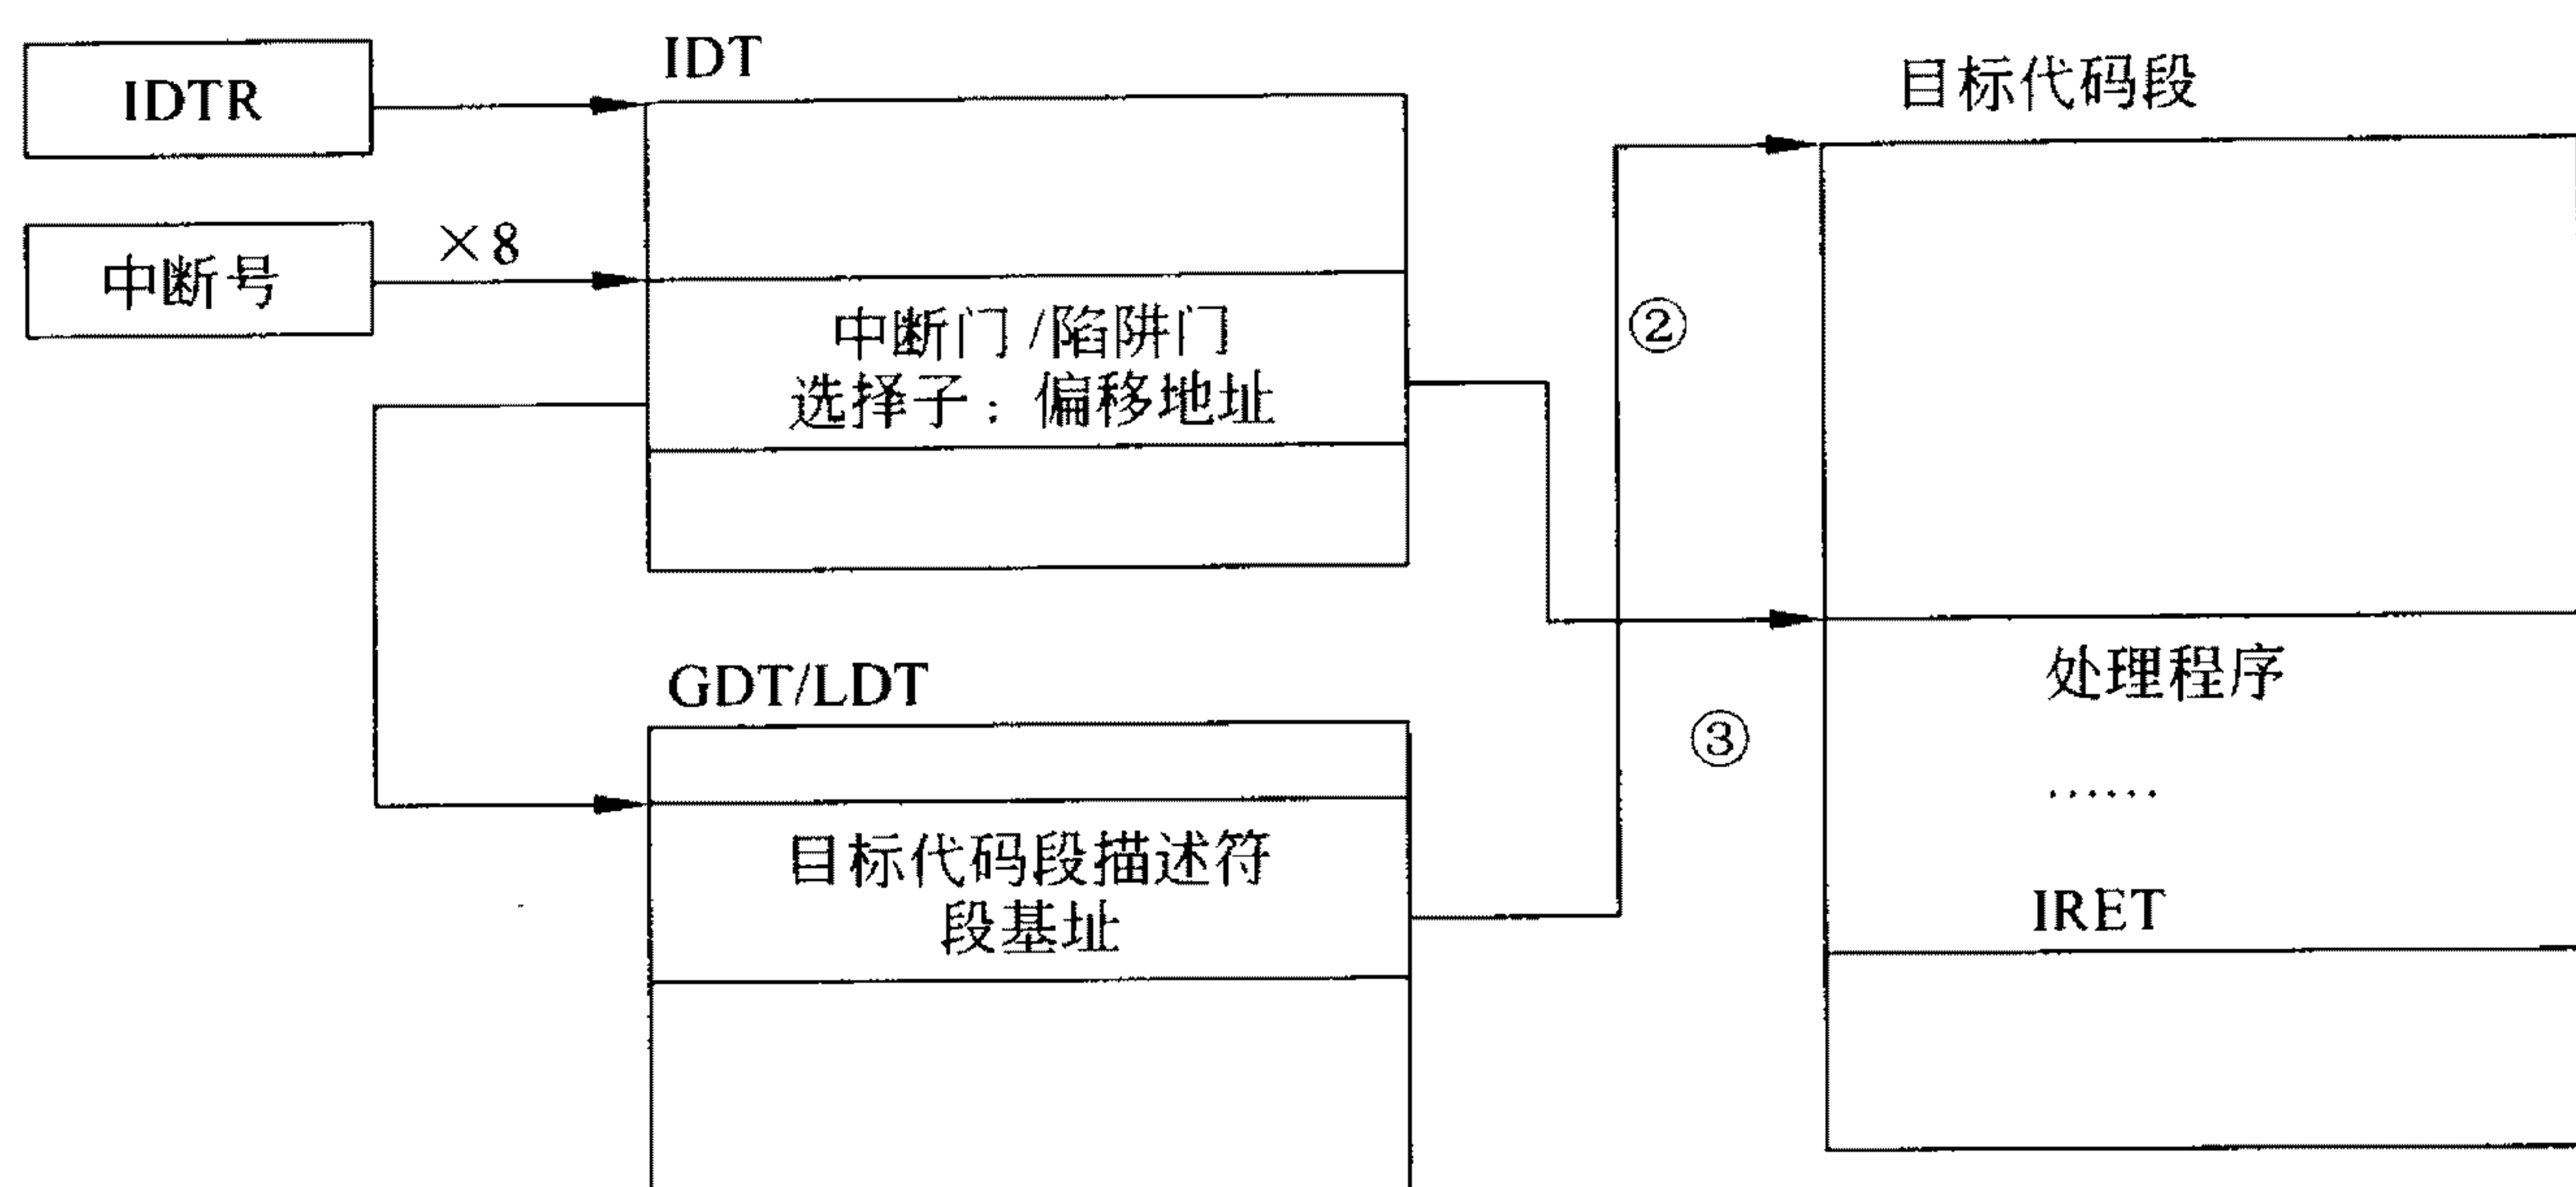 IDTR
IDT
×8
中断号
中断门/陷阱门
选择子：偏移地址
GDT/LDT
目标代码段描述符
段基址
②
③
目标代码段
处理程序
……
IRET